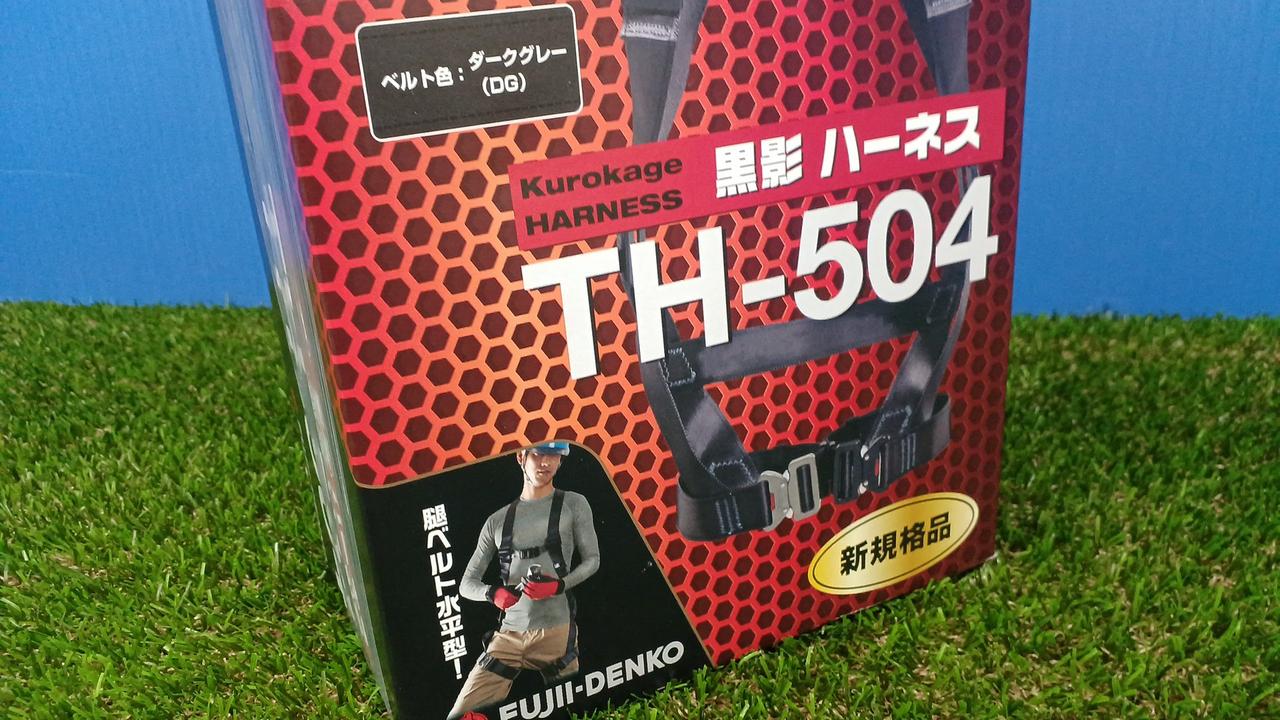 ベルト色：ダークグレー
(DG)
Kurokage
HARNESS
黒影 ハーネス
TH-504
新規格品
腿ベルト水平型！
FUJII-DENKO